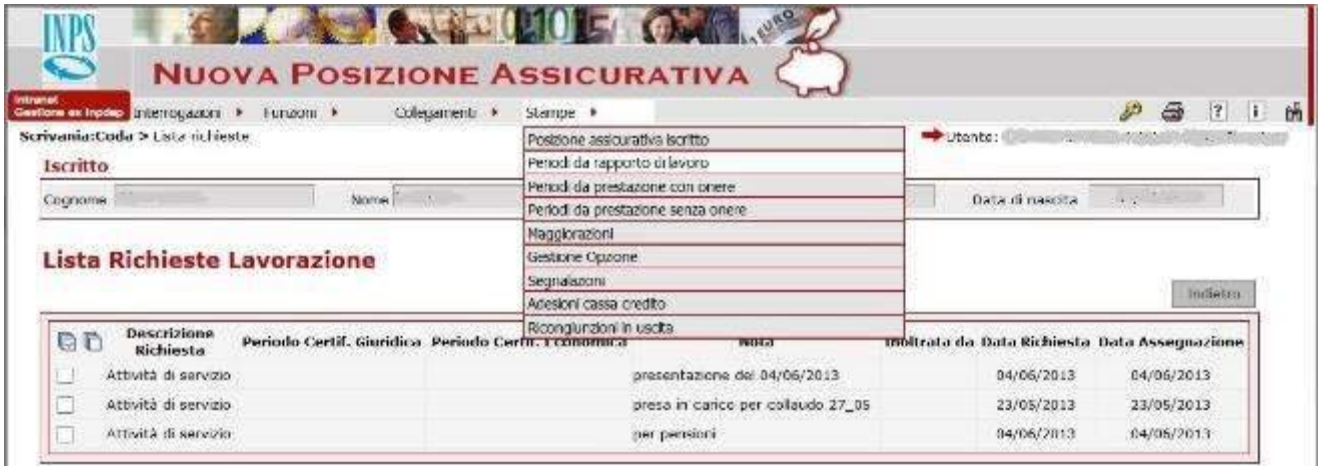 INPS
NUOVA POSIZIONE ASSICURATIVA
EURO
Intranet
Gestione ex Inpdap
Interrogazioni Funzioni Collegamenti Stampe
Scrivania:Coda > Lista richieste
Utente:
Posizione assicurativa iscritto
Periodi da rapporto di lavoro
Periodi da prestazione con onere
Periodi da prestazione senza onere
Maggiorazioni
Gestione Opzione
Segnalazioni
Adesioni cassa credito
Ricongiunzioni in uscita
Iscritto
Cognome Nome Data di nascita
Lista Richieste Lavorazione
Indietro
Descrizione Richiesta Periodo Certif. Giuridica Periodo Certif. Economica Nota Inoltrata da Data Richiesta Data Assegnazione
Attività di servizio presentazione del 04/06/2013 04/06/2013 04/06/2013
Attività di servizio presa in carico per collaudo 27_05 23/05/2013 23/05/2013
Attività di servizio per pensioni 04/06/2013 04/06/2013